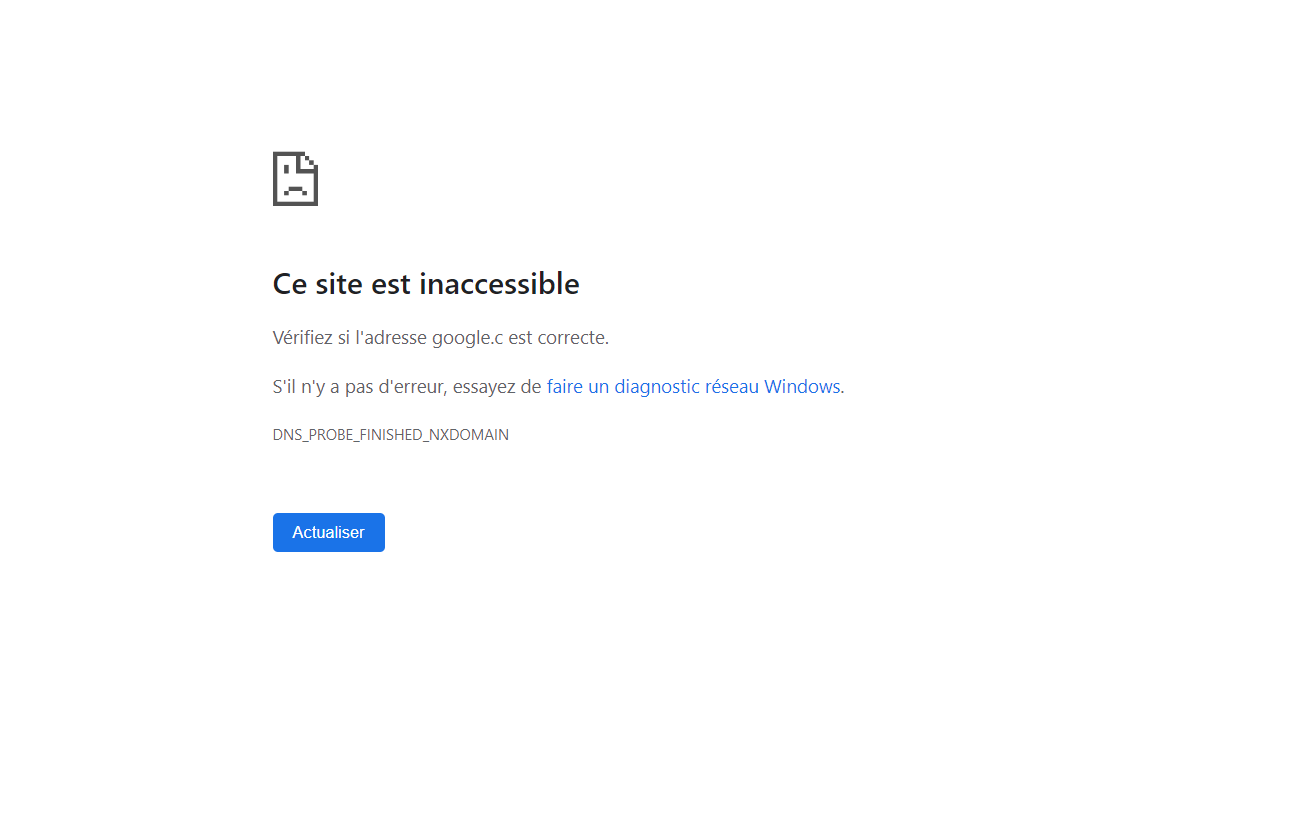 Ce site est inaccessible
Vérifiez si l'adresse google.c est correcte.
S'il n'y a pas d'erreur, essayez de faire un diagnostic réseau Windows.
DNS_PROBE_FINISHED_NXDOMAIN
Actualiser